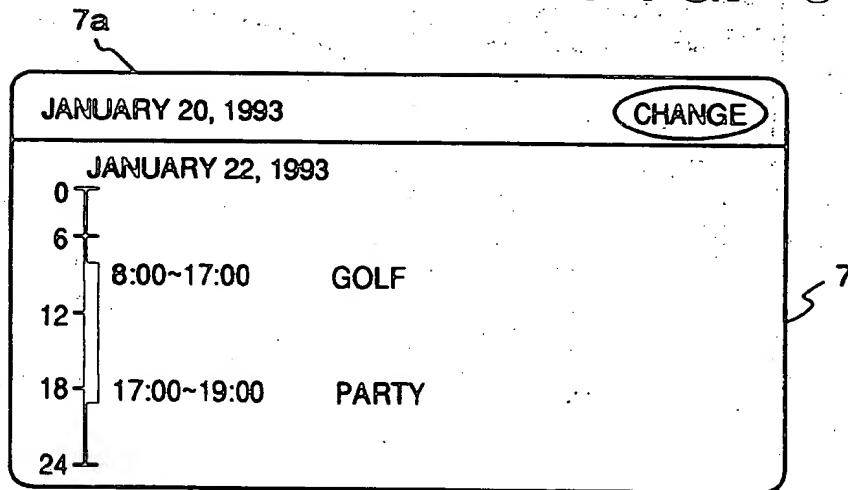 7a
JANUARY 20, 1993 CHANGE
JANUARY 22, 1993
0
6
8:00~17:00 GOLF
7
12
18 17:00~19:00 PARTY
24